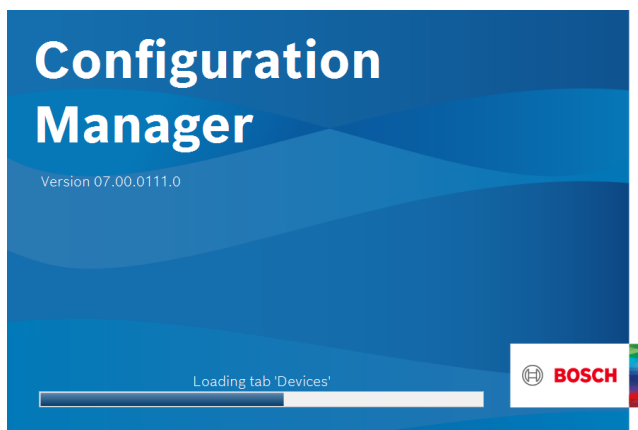 Configuration
Manager
Version 07.00.0111.0
Loading tab 'Devices'
BOSCH